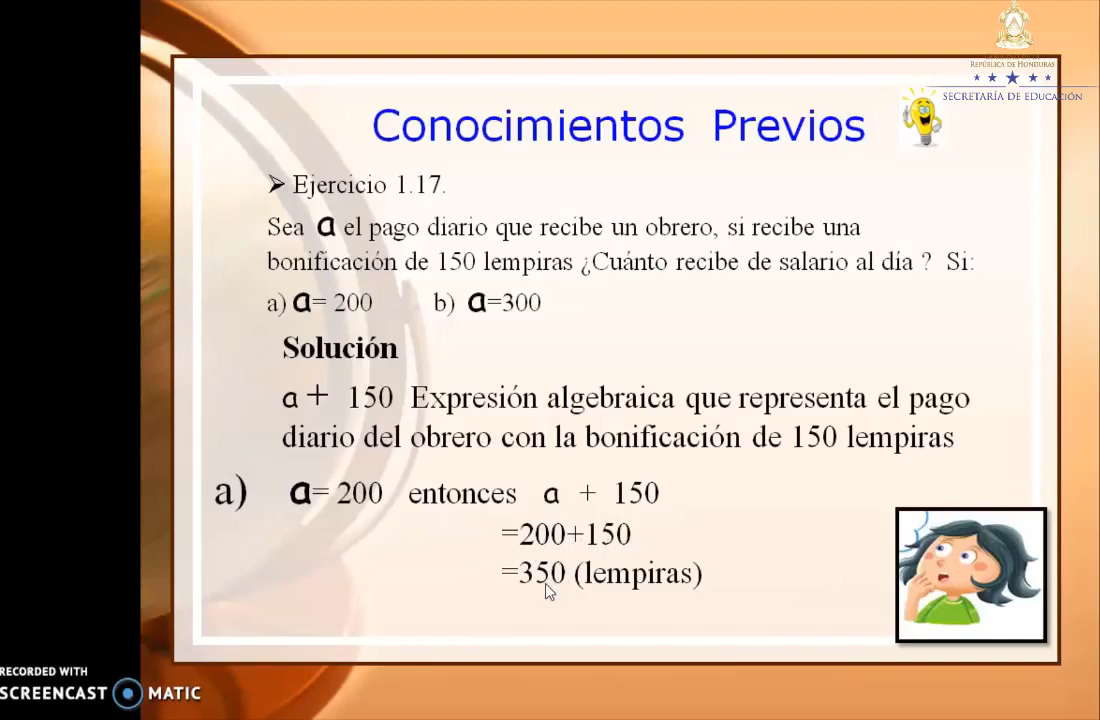 REPÚBLICA DE HONDURAS
SECRETARÍA DE EDUCACIÓN
Conocimientos Previos
➢ Ejercicio 1.17.
Sea a el pago diario que recibe un obrero, si recibe una
bonificación de 150 lempiras ¿Cuánto recibe de salario al día ? Si:
a) a= 200 b) a=300
Solución
a + 150 Expresión algebraica que representa el pago
diario del obrero con la bonificación de 150 lempiras
a) a= 200 entonces a + 150
=200+150
=350 (lempiras)
RECORDED WITH
SCREENCAST MATIC